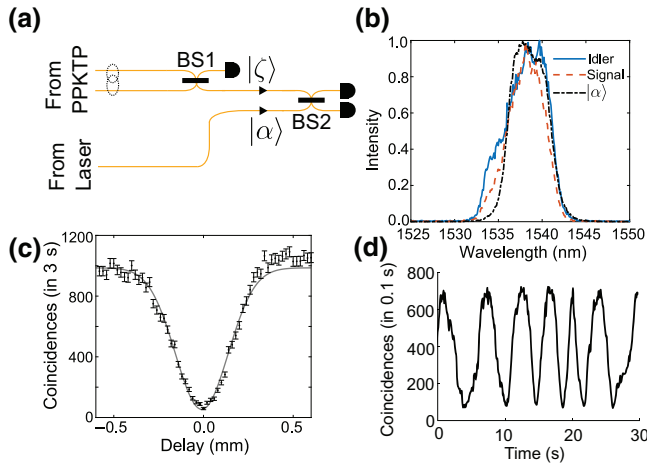 (a)
BS1
|ζ⟩
From
PPKTP
|α⟩
BS2
From
Laser
(b)
1.0
0.8
0.6
0.4
0.2
0.0
Intensity
Idler
Signal
|α⟩
1525 1530 1535 1540 1545 1550
Wavelength (nm)
(c)
1200
800
400
0
Coincidences (in 3 s)
−0.5 0.0 0.5
Delay (mm)
(d)
800
600
400
200
0
Coincidences (in 0.1 s)
0 10 20 20 30
Time (s)